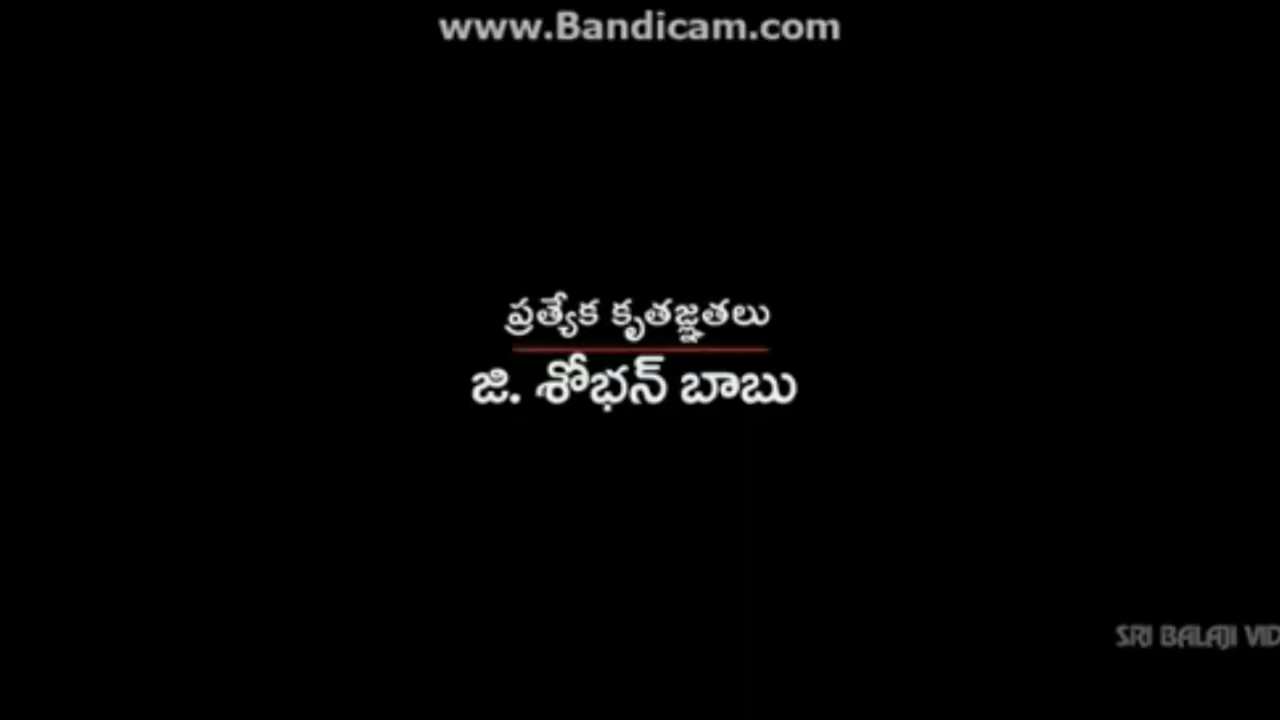 www.Bandicam.com
ప్రత్యేక కృతజ్ఞతలు
జి. శోభన్ బాబు
SRI BALAJI VID